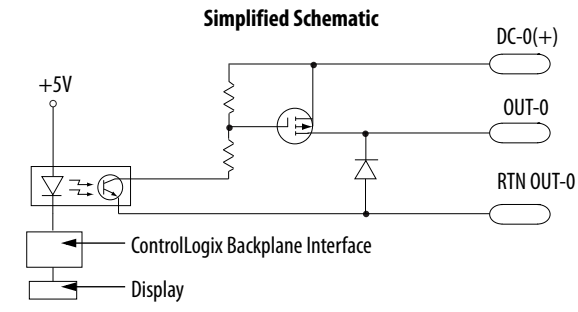 Simplified Schematic
DC-0(+)
+5V
OUT-0
RTN OUT-0
ControlLogix Backplane Interface
Display